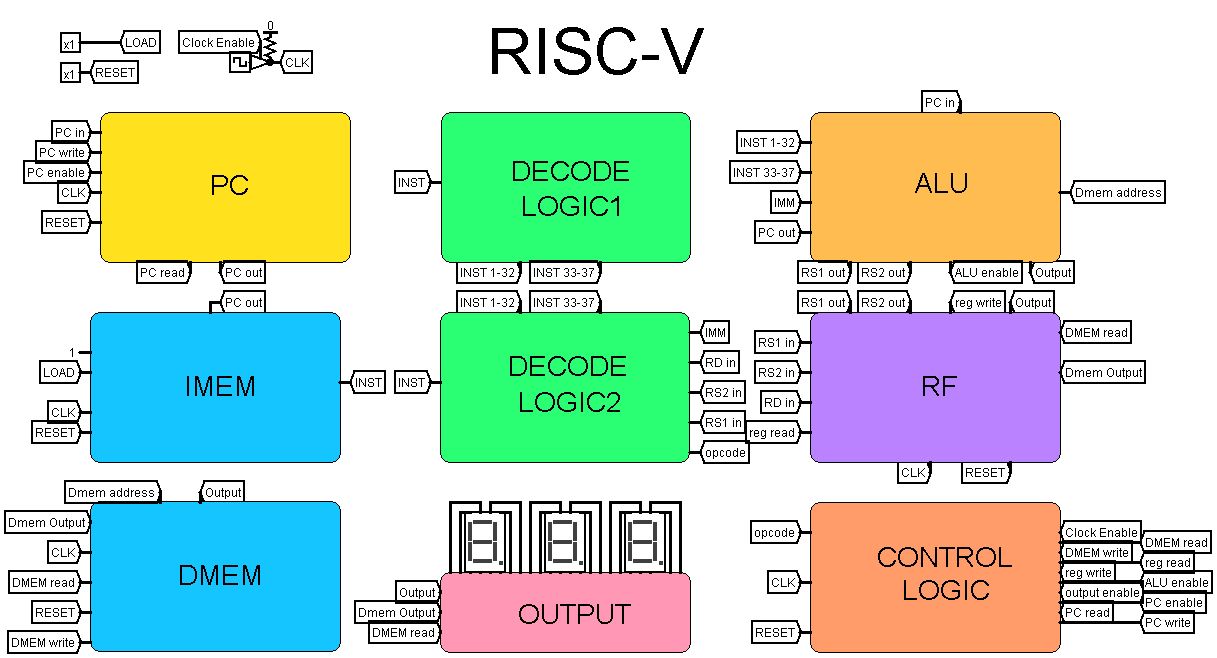 RISC-V
0
x1
LOAD
Clock Enable
CLK
x1
RESET
PC in
PC write
PC enable
CLK
RESET
PC
PC read
PC out
INST
DECODE
LOGIC1
INST 1-32
INST 33-37
PC in
INST 1-32
INST 33-37
IMM
PC out
ALU
Dmem address
RS1 out
RS2 out
ALU enable
Output
PC out
1
LOAD
CLK
RESET
IMEM
INST
INST 1-32
INST 33-37
INST
DECODE
LOGIC2
IMM
RD in
RS2 in
RS1 in
opcode
RS1 out
RS2 out
reg write
Output
RS1 in
RS2 in
RD in
reg read
RF
DMEM read
Dmem Output
CLK
RESET
Dmem address
Output
Dmem Output
CLK
DMEM read
RESET
DMEM write
DMEM
Output
Dmem Output
DMEM read
OUTPUT
opcode
CLK
RESET
CONTROL
LOGIC
Clock Enable
DMEM read
DMEM write
reg read
reg write
ALU enable
output enable
PC enable
PC read
PC write